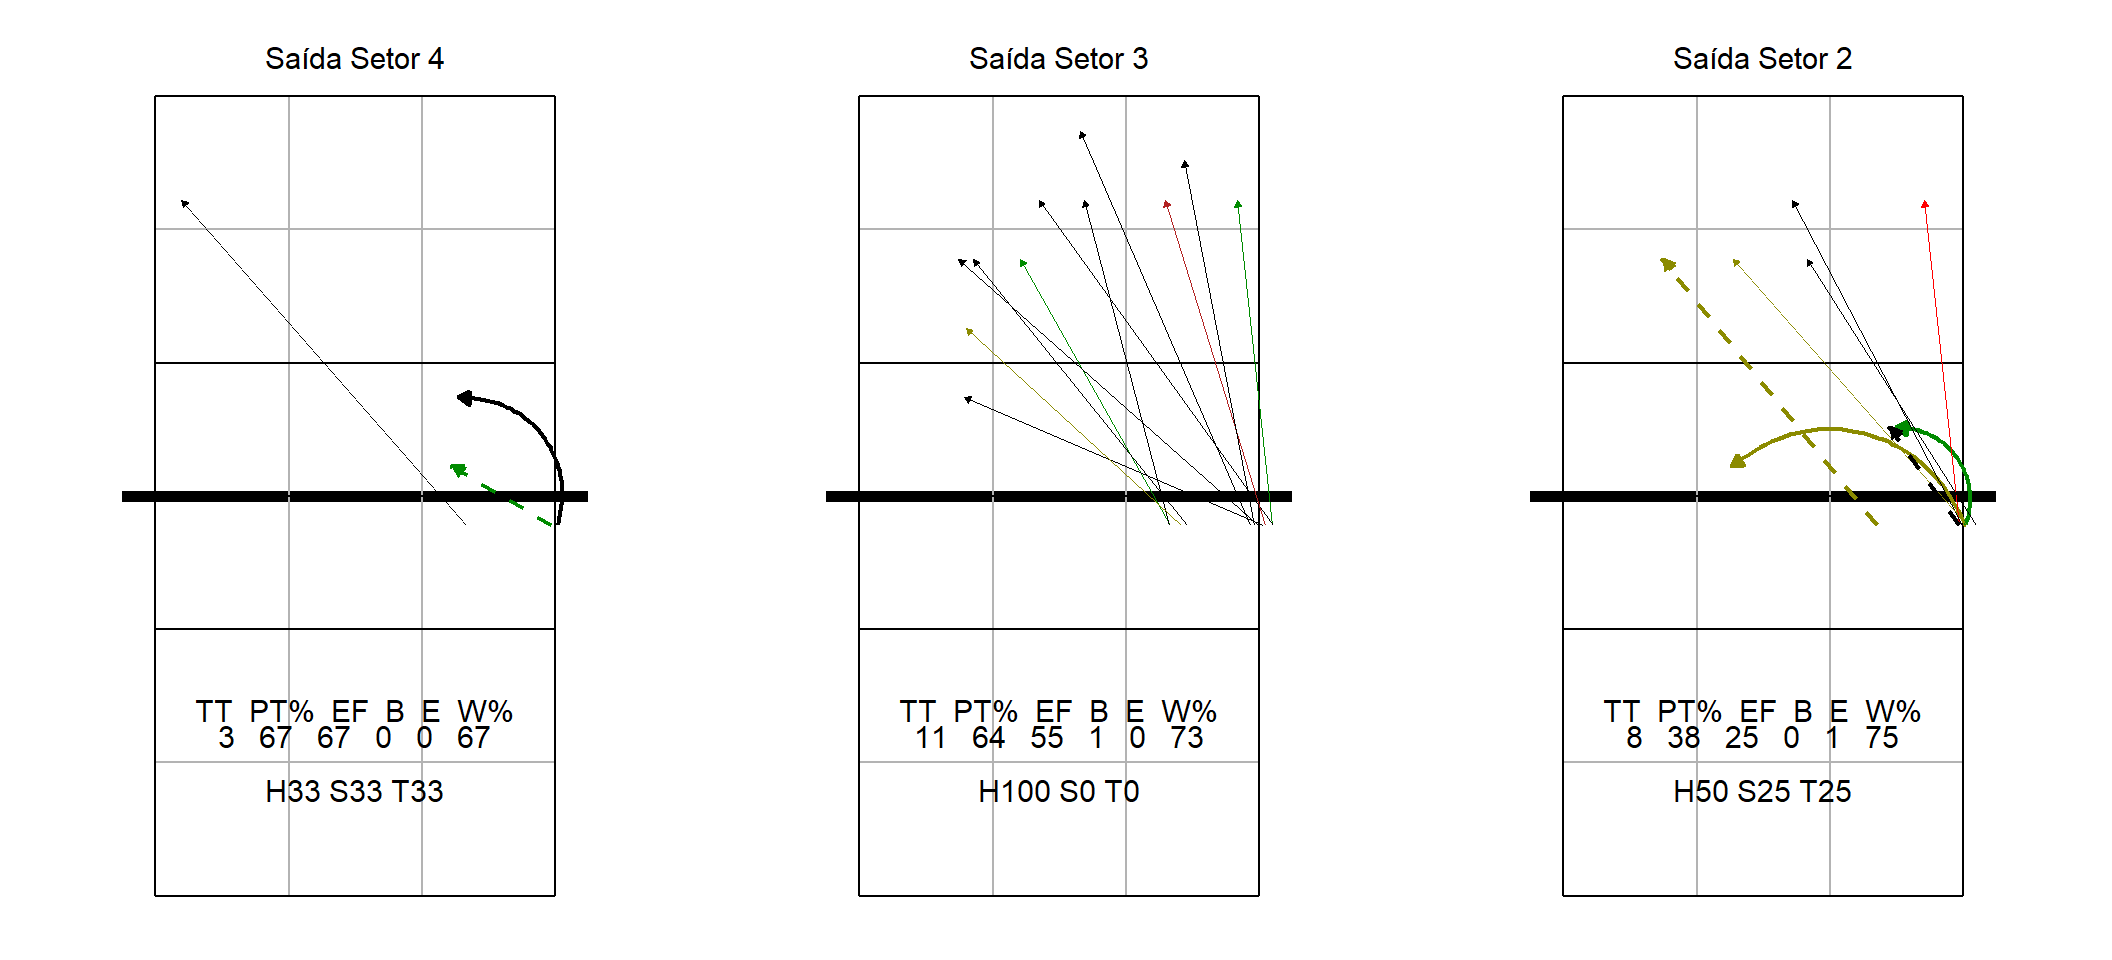 Saída Setor 4
TT PT% EF B E W%
3 67 67 0 0 67
H33 S33 T33
Saída Setor 3
TT PT% EF B E W%
11 64 55 1 0 73
H100 S0 T0
Saída Setor 2
TT PT% EF B E W%
8 38 25 0 1 75
H50 S25 T25